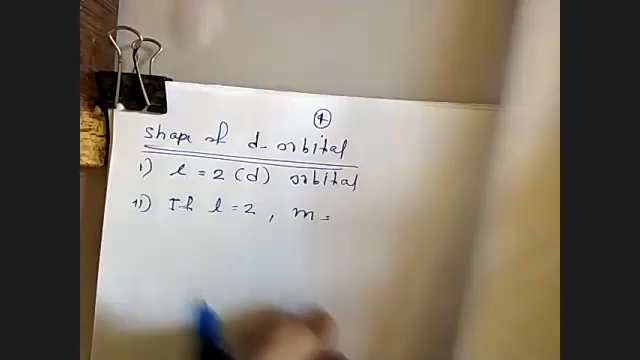 4
Shape of d-orbital
i) l = 2 (d) orbital
ii) If l = 2, m =